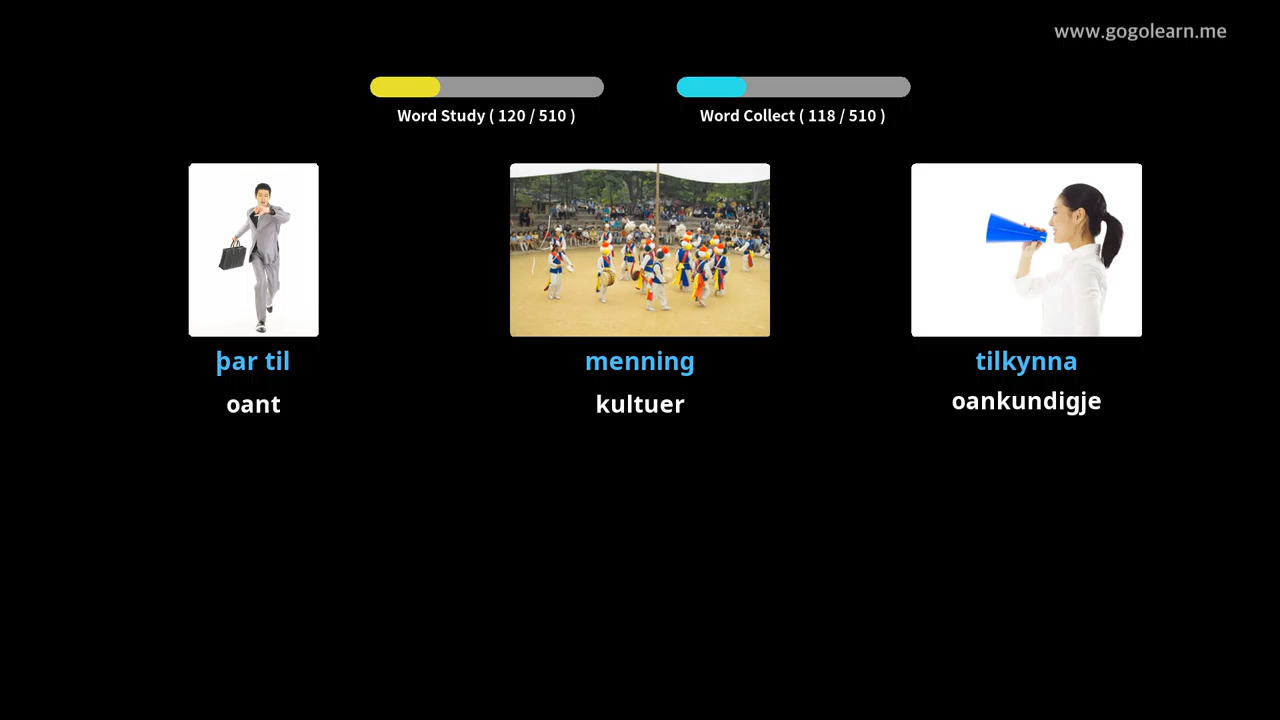 www.gogolearn.me
Word Study ( 120 / 510 )
Word Collect ( 118 / 510 )
þar til
menning
tilkynna
oant
kultuer
oankundigje